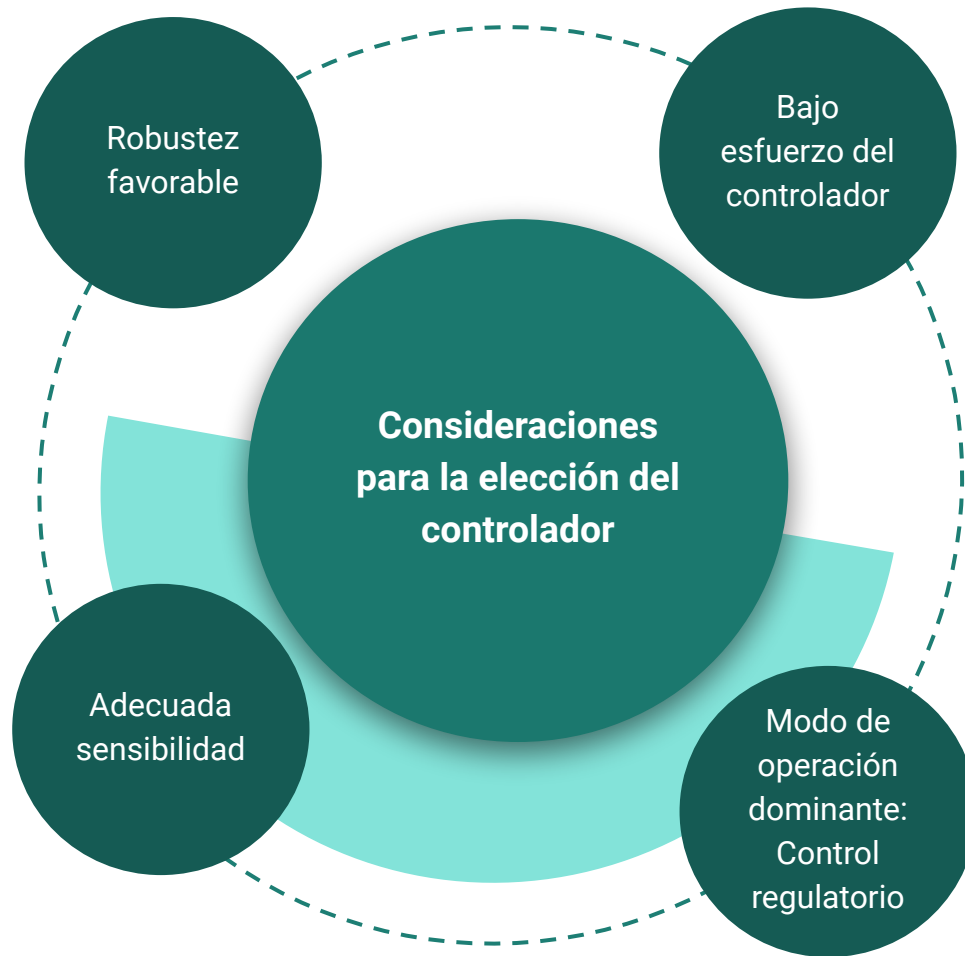 Robustez
favorable
Bajo
esfuerzo del
controlador
Consideraciones
para la elección del
controlador
Adecuada
sensibilidad
Modo de
operación
dominante:
Control
regulatorio